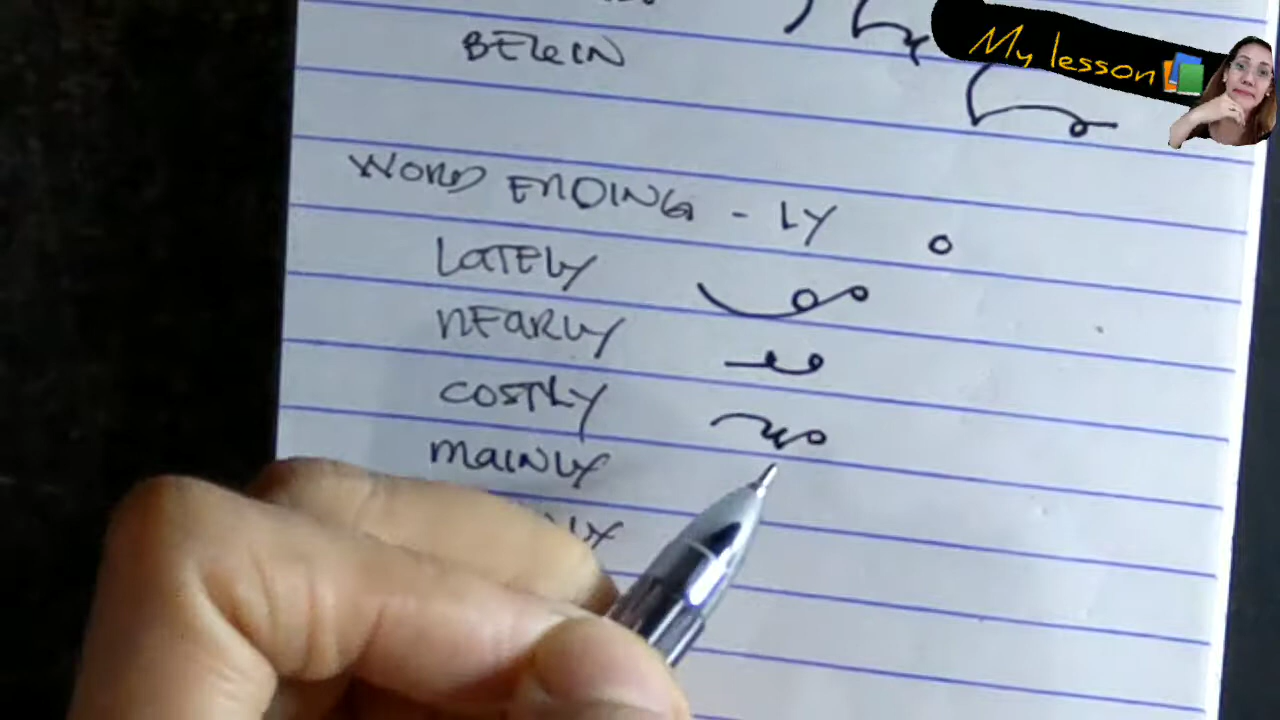 My lesson
BEGIN
WORD ENDING - LY
LATELY
NEARLY
COSTLY
MAINLY